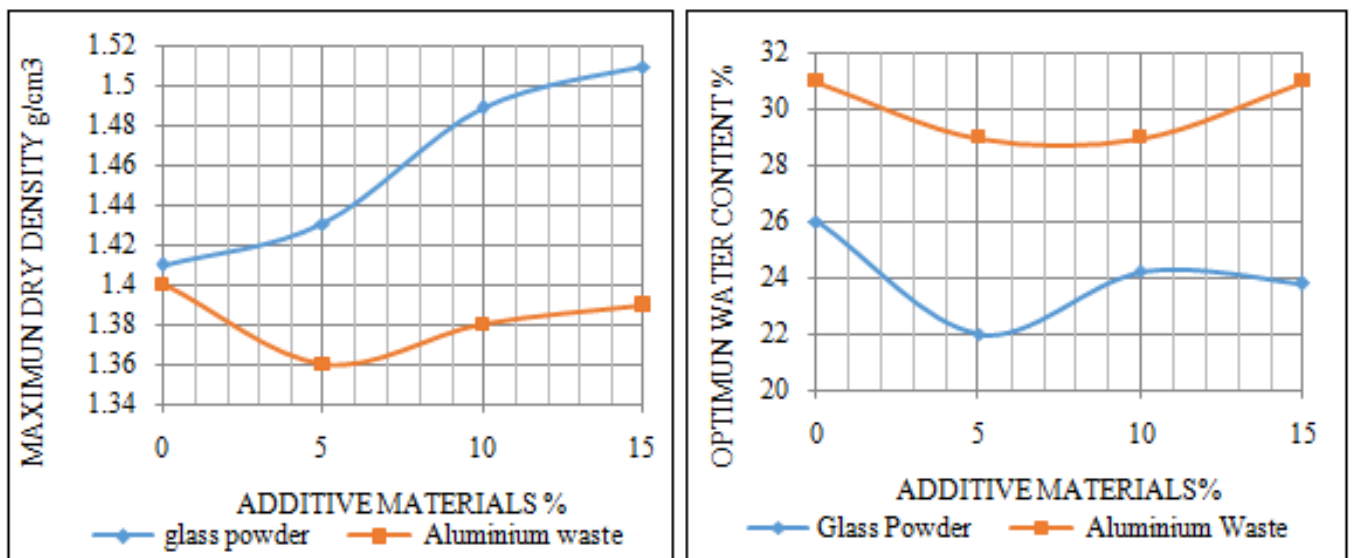 MAXIMUN DRY DENSITY g/cm3
1.52
1.5
1.48
1.46
1.44
1.42
1.4
1.38
1.36
1.34
0 5 10 15
ADDITIVE MATERIALS %
glass powder Aluminium waste
OPTIMUN WATER CONTENT %
32
30
28
26
24
22
20
0 5 10 15
ADDITIVE MATERIALS%
Glass Powder Aluminium Waste